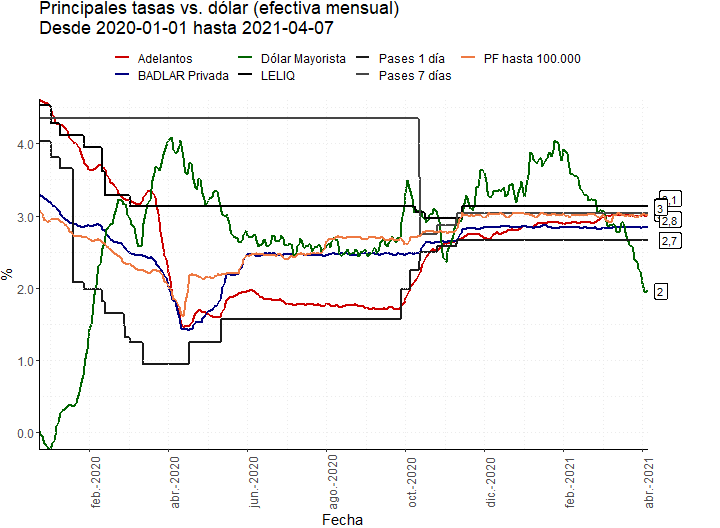 Principales tasas vs. dólar (efectiva mensual)
Desde 2020-01-01 hasta 2021-04-07
Adelantos Dólar Mayorista Pases 1 día PF hasta 100.000
BADLAR Privada LELIQ Pases 7 días
4.0
3.0
2.0
1.0
0.0
%
3
2,8
2,7
2
feb.-2020 abr.-2020 jun.-2020 ago.-2020 oct.-2020 dic.-2020 feb.-2021 abr.-2021
Fecha